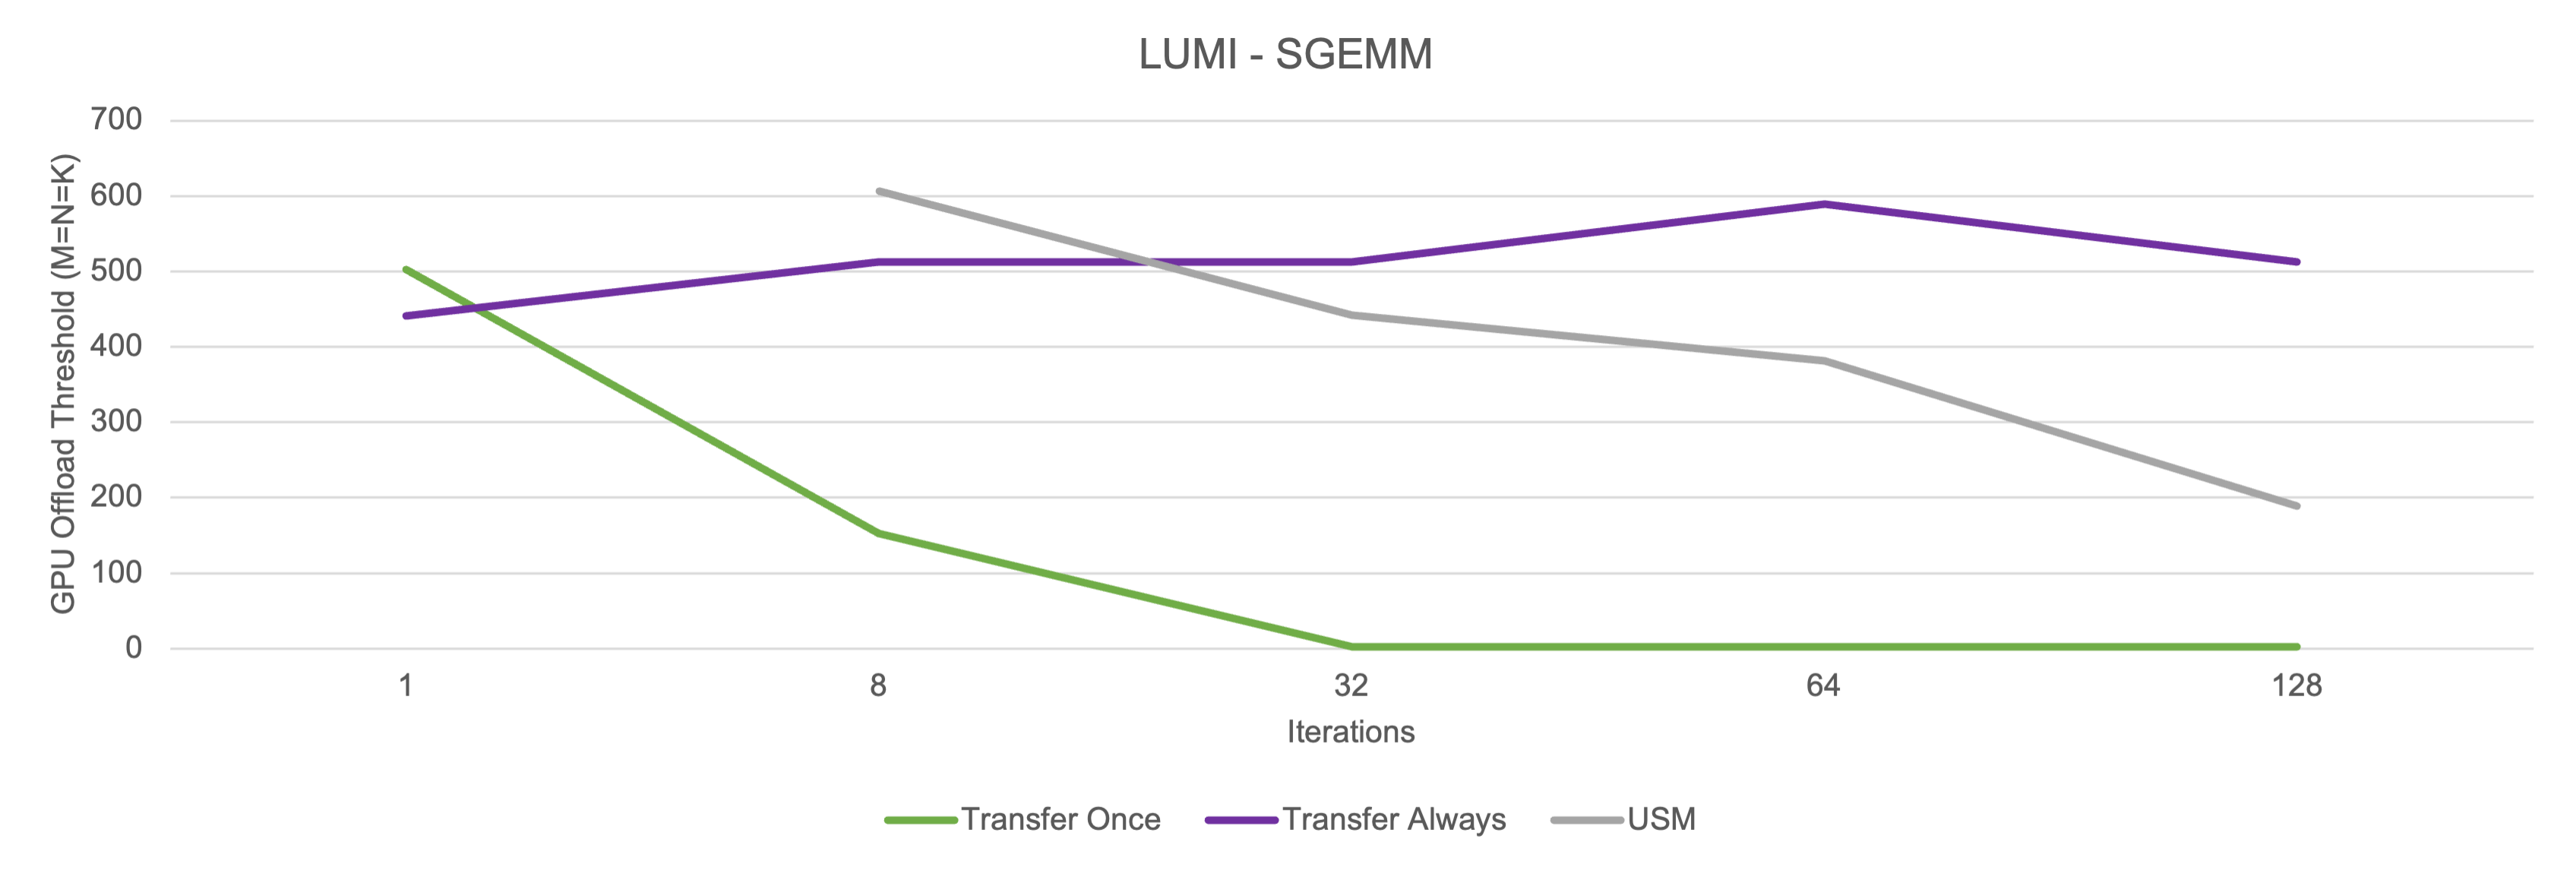 LUMI - SGEMM
GPU Offload Threshold (M=N=K)
700
600
500
400
300
200
100
0
1 8 32 64 128
Iterations
Transfer Once Transfer Always USM